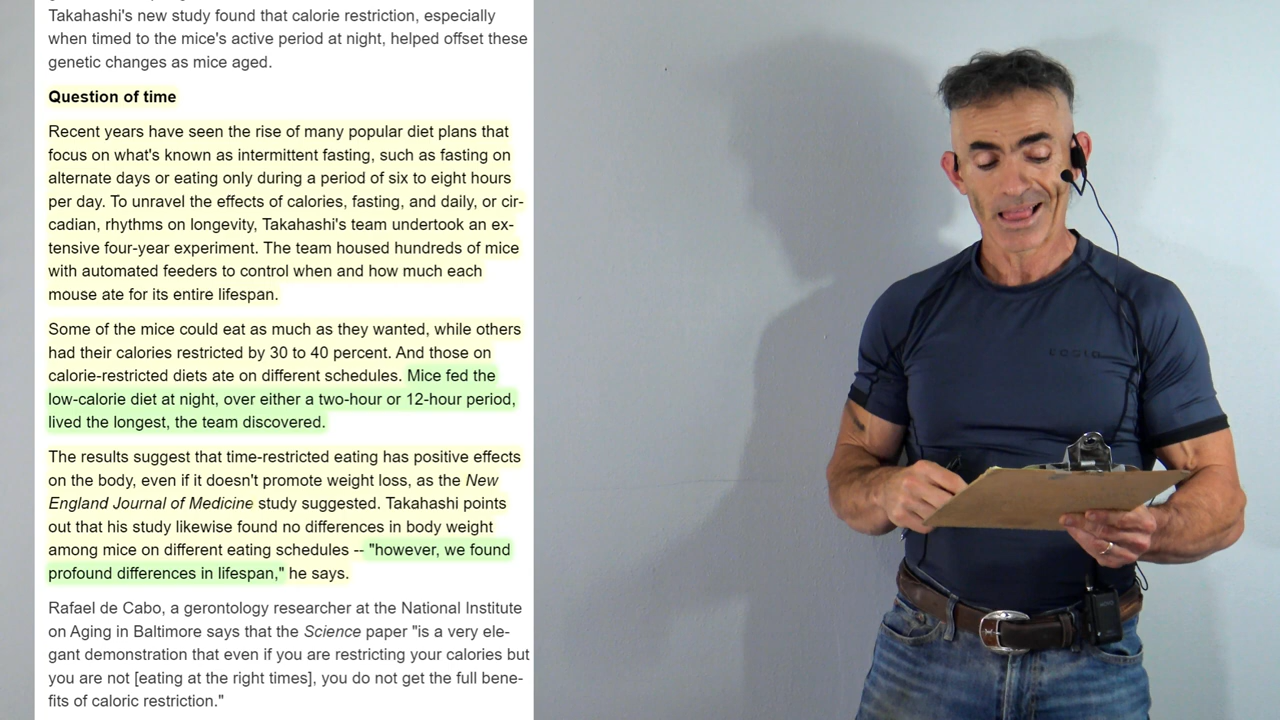 Takahashi's new study found that calorie restriction, especially
when timed to the mice's active period at night, helped offset these
genetic changes as mice aged.
Question of time
Recent years have seen the rise of many popular diet plans that
focus on what's known as intermittent fasting, such as fasting on
alternate days or eating only during a period of six to eight hours
per day. To unravel the effects of calories, fasting, and daily, or cir-
cadian, rhythms on longevity, Takahashi's team undertook an ex-
tensive four-year experiment. The team housed hundreds of mice
with automated feeders to control when and how much each
mouse ate for its entire lifespan.
Some of the mice could eat as much as they wanted, while others
had their calories restricted by 30 to 40 percent. And those on
calorie-restricted diets ate on different schedules. Mice fed the
low-calorie diet at night, over either a two-hour or 12-hour period,
lived the longest, the team discovered.
The results suggest that time-restricted eating has positive effects
on the body, even if it doesn't promote weight loss, as the New
England Journal of Medicine study suggested. Takahashi points
out that his study likewise found no differences in body weight
among mice on different eating schedules -- "however, we found
profound differences in lifespan," he says.
Rafael de Cabo, a gerontology researcher at the National Institute
on Aging in Baltimore says that the Science paper "is a very ele-
gant demonstration that even if you are restricting your calories but
you are not [eating at the right times], you do not get the full bene-
fits of caloric restriction."